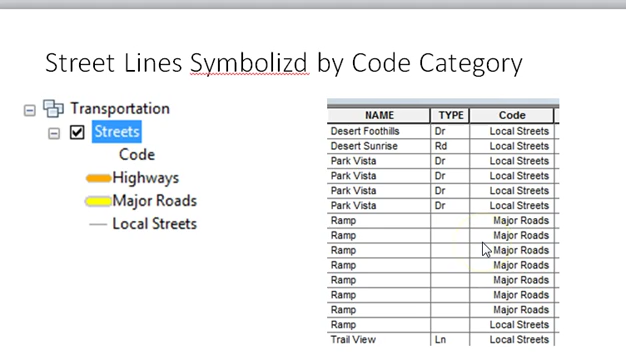 Street Lines Symbolizd by Code Category
Transportation
Streets
Code
Highways
Major Roads
Local Streets
NAME TYPE Code
Desert Foothills Dr Local Streets
Desert Sunrise Rd Local Streets
Park Vista Dr Local Streets
Park Vista Dr Local Streets
Park Vista Dr Local Streets
Park Vista Dr Local Streets
Ramp Major Roads
Ramp Major Roads
Ramp Major Roads
Ramp Major Roads
Ramp Major Roads
Ramp Major Roads
Ramp Major Roads
Ramp Local Streets
Trail View Ln Local Streets